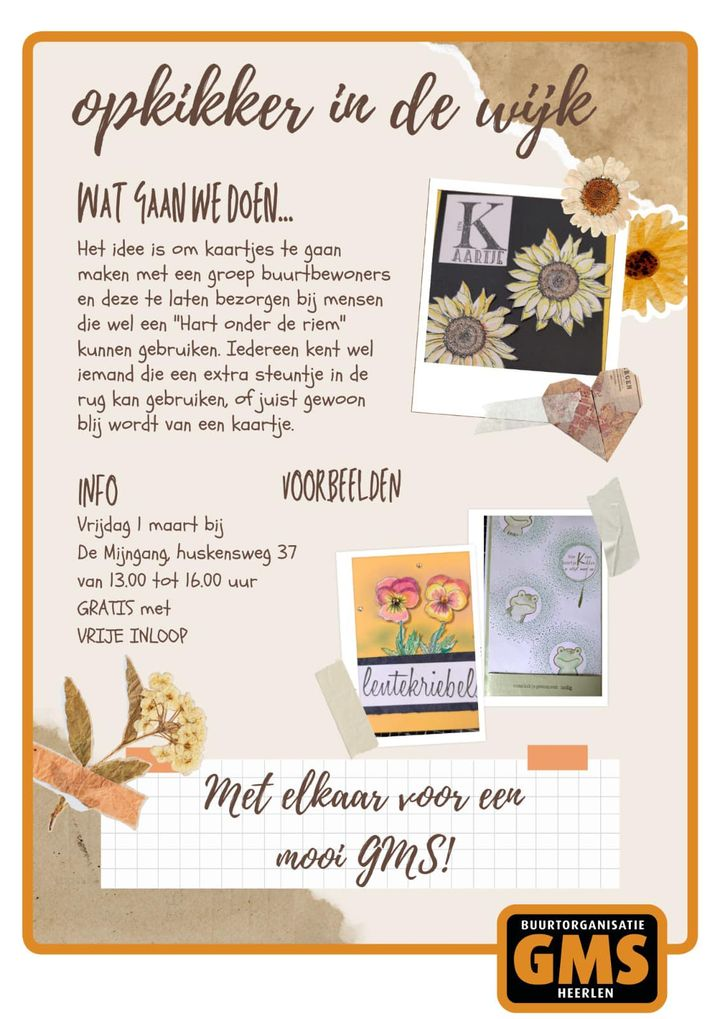 opkikker in de wijk
WAT GAAN WE DOEN...
Het idee is om kaartjes te gaan
maken met een groep buurtbewoners
en deze te laten bezorgen bij mensen
die wel een "Hart onder de riem"
kunnen gebruiken. Iedereen kent wel
iemand die een extra steuntje in de
rug kan gebruiken, of juist gewoon
blij wordt van een kaartje.
K
AARTJE
INFO
Vrijdag 1 maart bij
De Mijngang, huskensweg 37
van 13.00 tot 16.00 uur
GRATIS met
VRIJE INLOOP
VOORBEELDEN
lentekriebels
Met elkaar voor een
mooi GMS!
BUURTORGANISATIE
GMS
HEERLEN